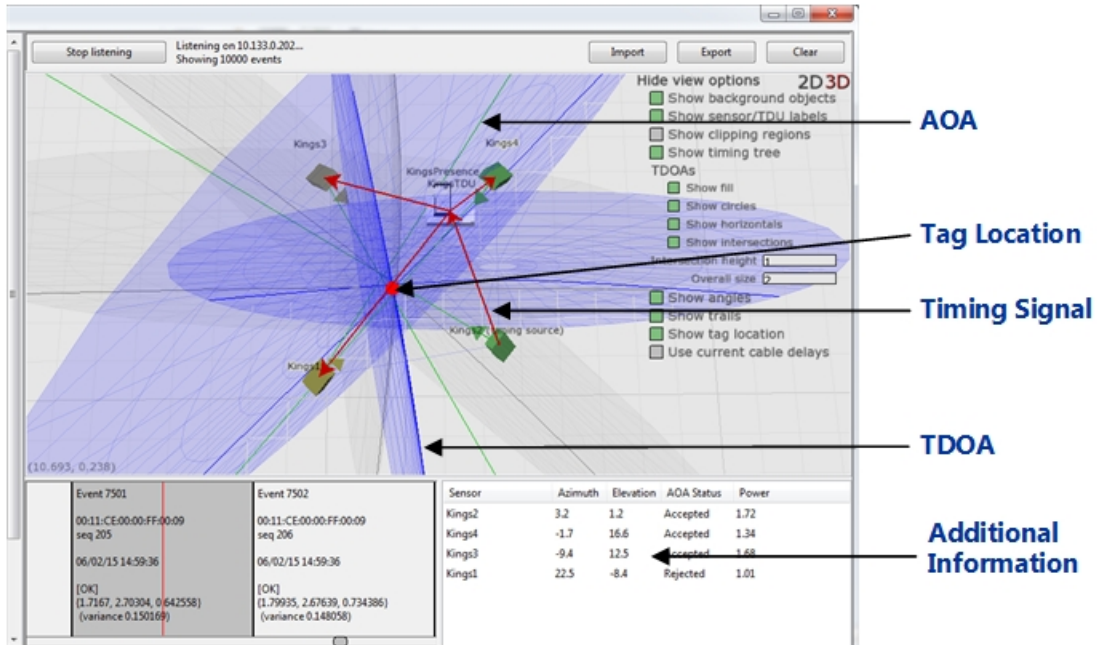 Stop listening
Listening on 10.133.0.202...
Showing 10000 events
Import
Export
Clear
Hide view options
2D 3D
Show background objects
Show sensor/TDU labels
Show clipping regions
Show timing tree
TDOAs
Show fill
Show circles
Show horizontals
Show intersections
Intersection height 1
Overall size 2
Show angles
Show trails
Show tag location
Use current cable delays
Kings3
Kings4
KingsPresence
KingsTDU
Kings2 (timing source)
Kings1
(10.693, 0.238)
AOA
Tag Location
Timing Signal
TDOA
Additional
Information
Event 7501
00:11:CE:00:00:FF:00:09
seq 205
06/02/15 14:59:36
[OK]
(1.7167, 2.70304, 0.642558)
(variance 0.150169)
Event 7502
00:11:CE:00:00:FF:00:09
seq 206
06/02/15 14:59:36
[OK]
(1.79935, 2.67639, 0.734386)
(variance 0.148058)
Sensor Azimuth Elevation AOA Status Power
Kings2 3.2 1.2 Accepted 1.72
Kings4 -1.7 16.6 Accepted 1.34
Kings3 -9.4 12.5 Accepted 1.68
Kings1 22.5 -8.4 Rejected 1.01